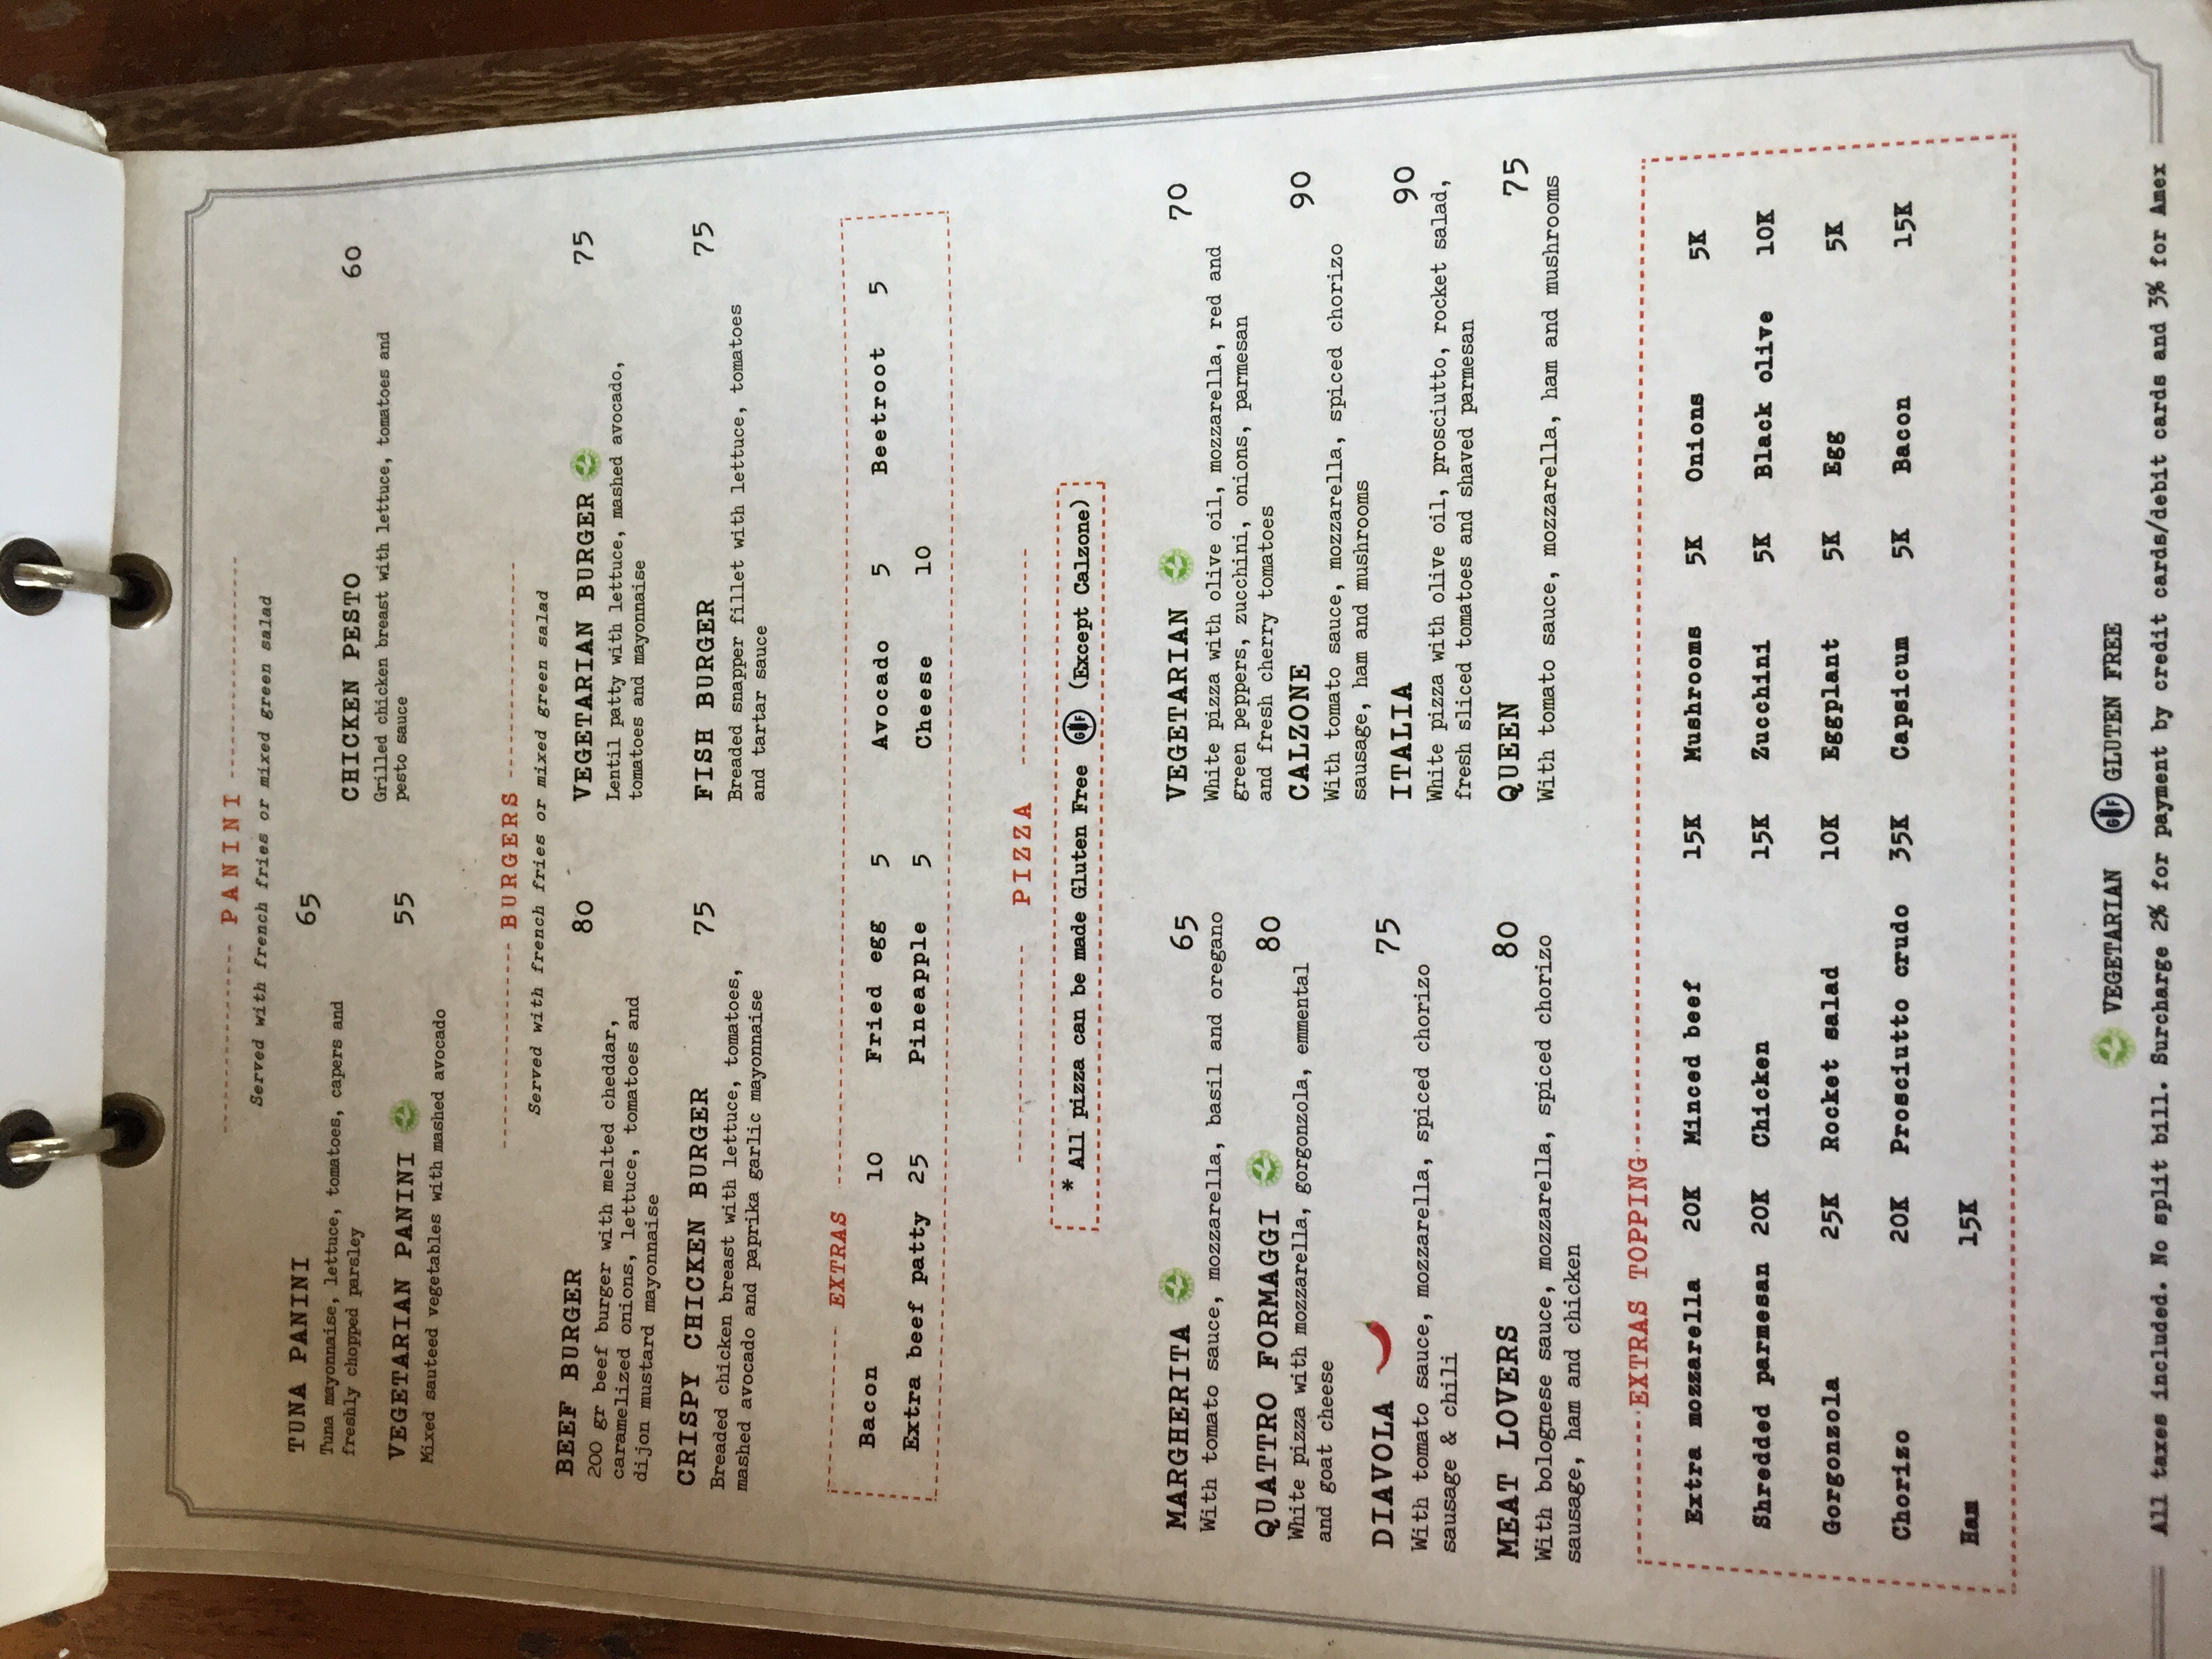 PANINI
Served with french fries or mixed green salad
TUNA PANINI 65
Tuna mayonnaise, lettuce, tomatoes, capers and
freshly chopped parsley
VEGETARIAN PANINI 55
Mixed sauteed vegetables with mashed avocado
CHICKEN PESTO 60
Grilled chicken breast with lettuce, tomatoes and
pesto sauce
BURGERS
Served with french fries or mixed green salad
BEEF BURGER 80
200 gr beef burger with melted cheddar,
caramelized onions, lettuce, tomatoes and
dijon mustard mayonnaise
CRISPY CHICKEN BURGER 75
Breaded chicken breast with lettuce, tomatoes,
mashed avocado and paprika garlic mayonnaise
VEGETARIAN BURGER 75
Lentil patty with lettuce, mashed avocado,
tomatoes and mayonnaise
FISH BURGER 75
Breaded snapper fillet with lettuce, tomatoes
and tartar sauce
EXTRAS
Bacon 10 Fried egg 5 Avocado 5 Beetroot 5
Extra beef patty 25 Pineapple 5 Cheese 10
PIZZA
* All pizza can be made Gluten Free GF (Except Calzone)
MARGHERITA 65
With tomato sauce, mozzarella, basil and oregano
QUATTRO FORMAGGI 80
White pizza with mozzarella, gorgonzola, emmental
and goat cheese
DIAVOLA 75
With tomato sauce, mozzarella, spiced chorizo
sausage & chili
MEAT LOVERS 80
With bolognese sauce, mozzarella, spiced chorizo
sausage, ham and chicken
VEGETARIAN 70
White pizza with olive oil, mozzarella, red and
green peppers, zucchini, onions, parmesan
and fresh cherry tomatoes
CALZONE 90
With tomato sauce, mozzarella, spiced chorizo
sausage, ham and mushrooms
ITALIA 90
White pizza with olive oil, prosciutto, rocket salad,
fresh sliced tomatoes and shaved parmesan
QUEEN 75
With tomato sauce, mozzarella, ham and mushrooms
EXTRAS TOPPING
Extra mozzarella 20K Minced beef 15K Mushrooms 5K Onions 5K
Shredded parmesan 20K Chicken 15K Zucchini 5K Black olive 10K
Gorgonzola 25K Rocket salad 10K Eggplant 5K Egg 5K
Chorizo 20K Prosciutto crudo 35K Capsicum 5K Bacon 15K
Ham 15K
VEGETARIAN GF GLUTEN FREE
All taxes included. No split bill. Surcharge 2% for payment by credit cards/debit cards and 3% for Amex